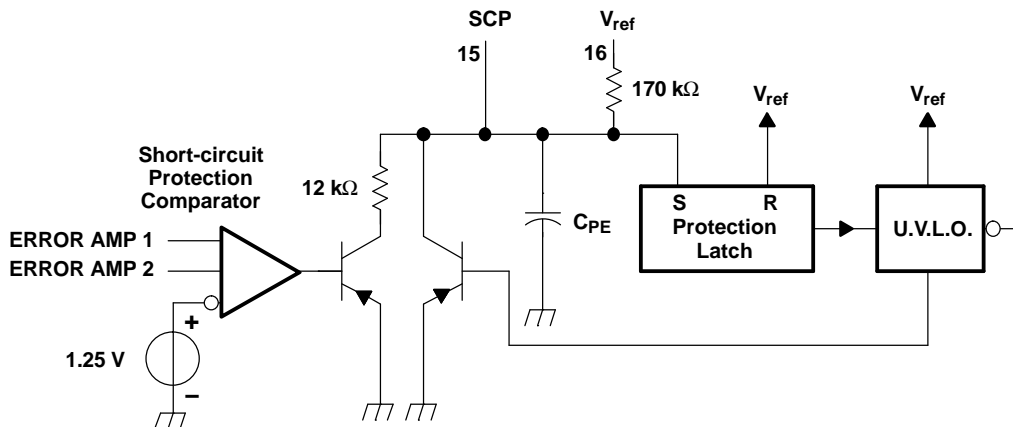 SCP
V_ref
15
16
170 kΩ
V_ref
V_ref
Short-circuit
Protection
Comparator
12 kΩ
C_PE
S
R
Protection
Latch
U.V.L.O.
ERROR AMP 1
ERROR AMP 2
+
1.25 V
–